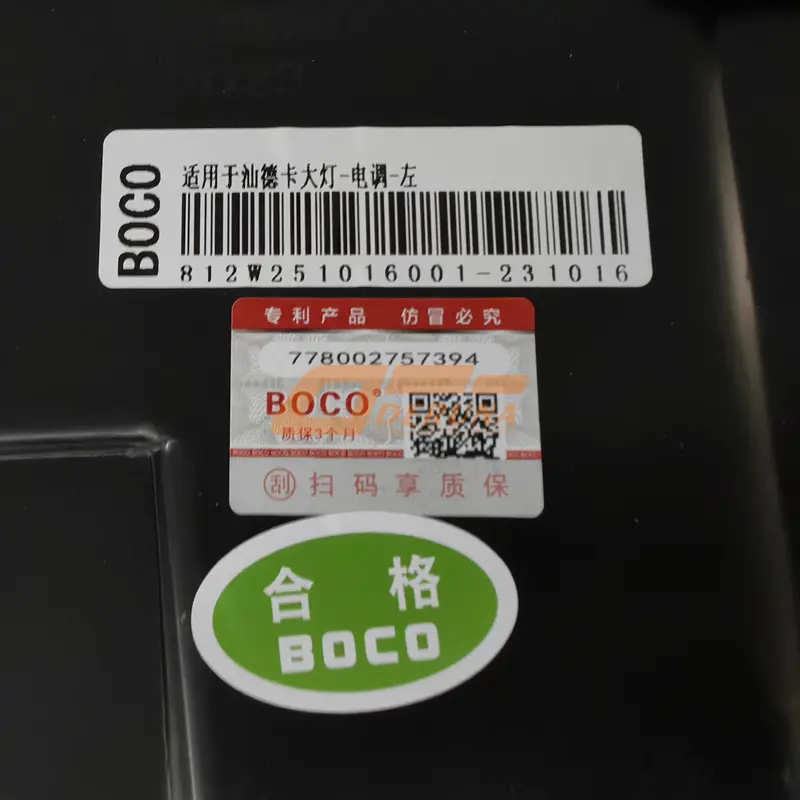 BOCO
适用于汕德卡大灯-电调-左
812W251016001-231016
专利产品 仿冒必究
778002757394
BOCO®
质保3个月
刮 扫码享质保
合格
BOCO